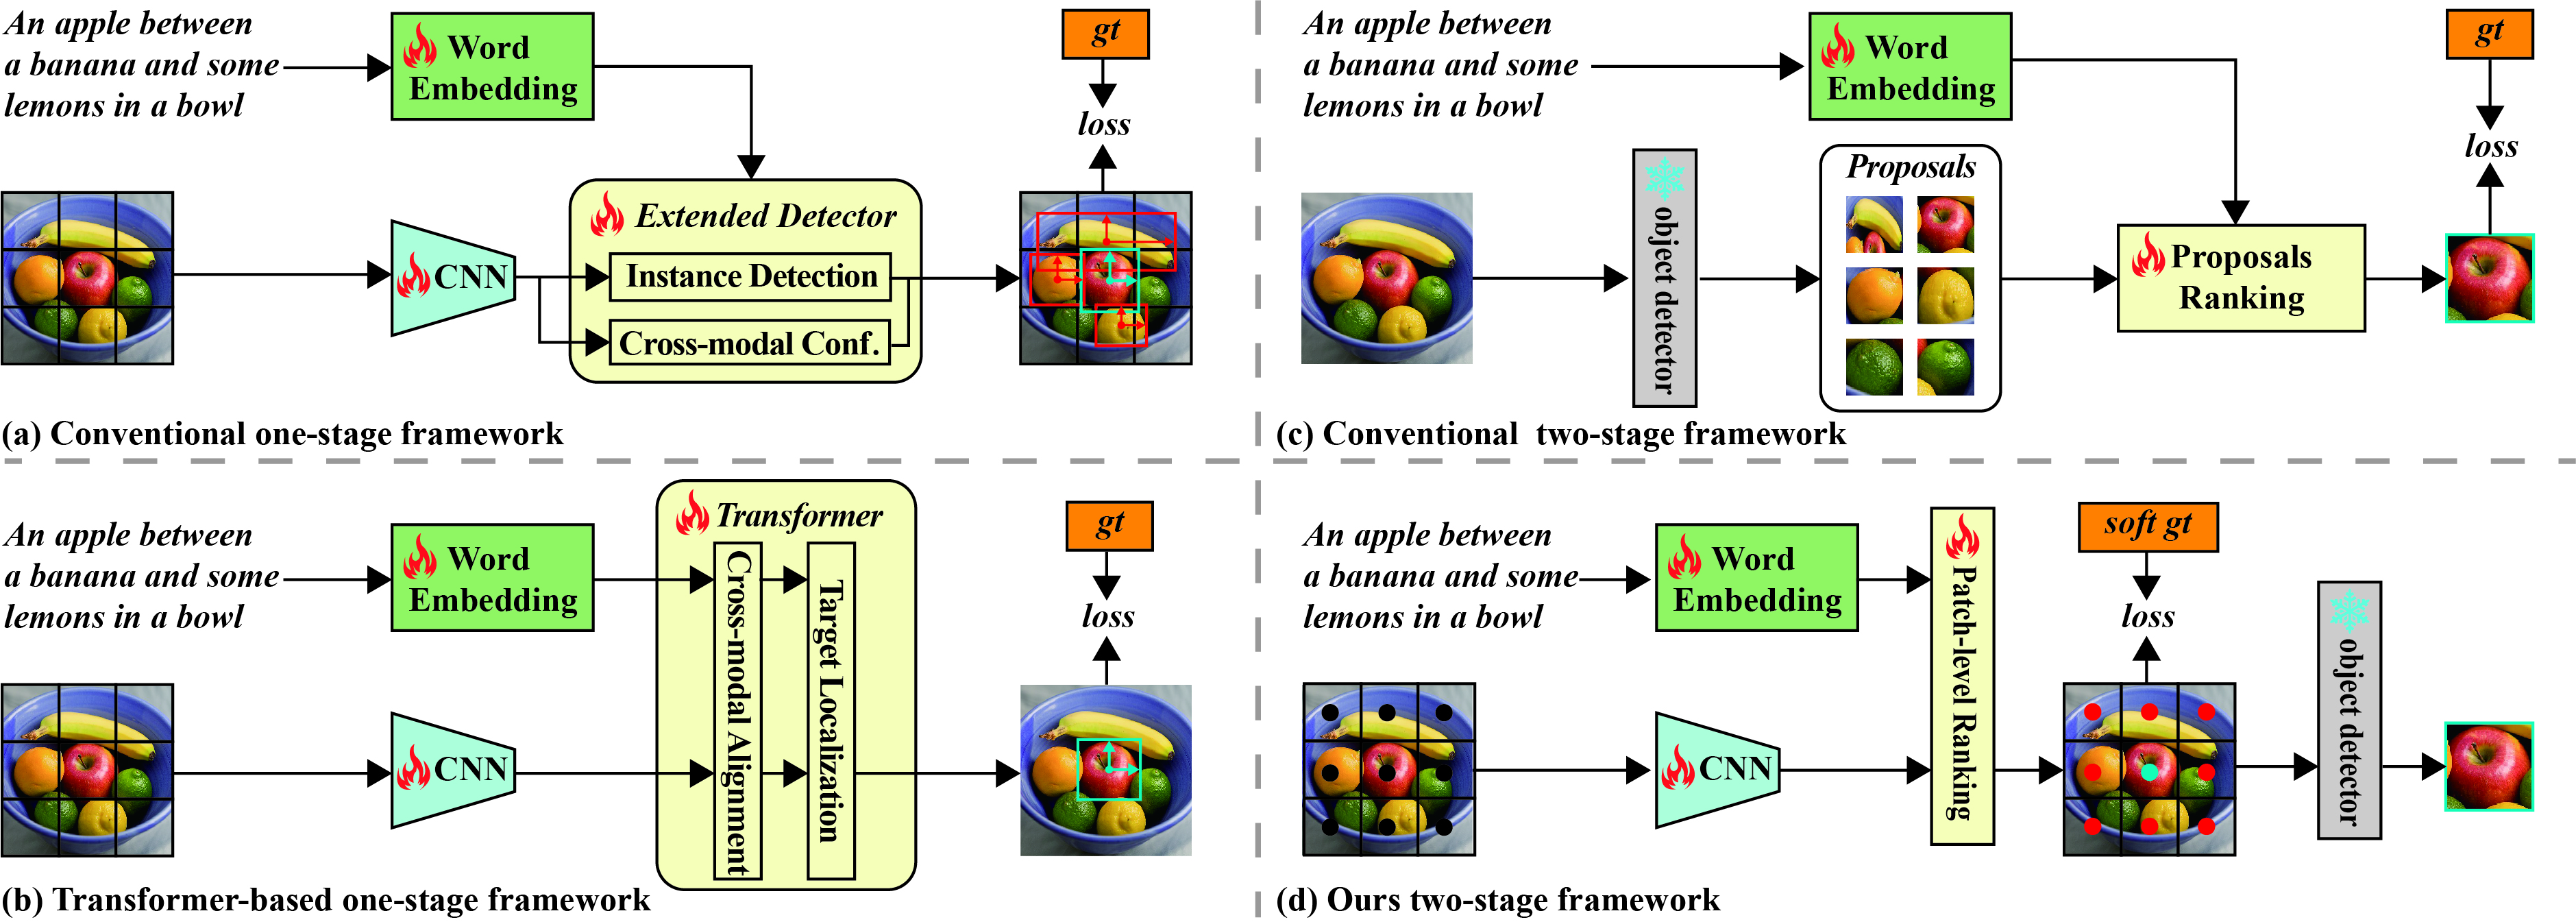 An apple between
a banana and some
lemons in a bowl
Word
Embedding
gt
loss
Extended Detector
CNN
Instance Detection
Cross-modal Conf.
(a) Conventional one-stage framework
An apple between
a banana and some
lemons in a bowl
Word
Embedding
gt
loss
object detector
Proposals
Proposals
Ranking
(c) Conventional two-stage framework
An apple between
a banana and some
lemons in a bowl
Word
Embedding
CNN
Transformer
Cross-modal Alignment
Target Localization
gt
loss
(b) Transformer-based one-stage framework
An apple between
a banana and some
lemons in a bowl
Word
Embedding
CNN
Patch-level Ranking
soft gt
loss
object detector
(d) Ours two-stage framework